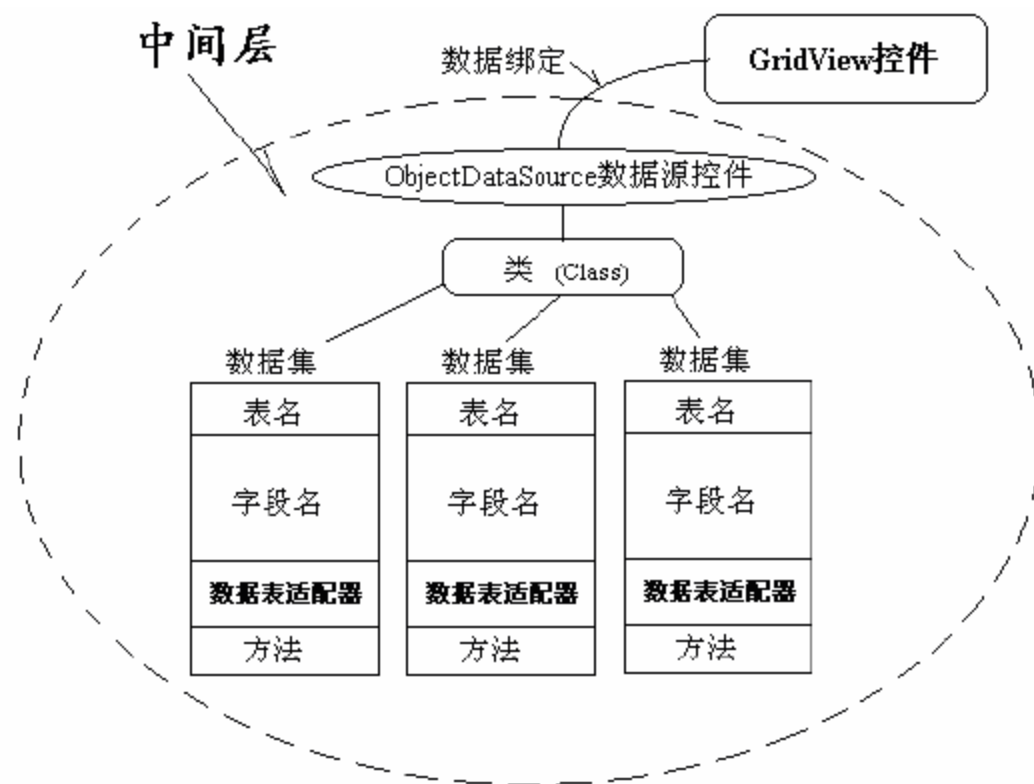 中间层
数据绑定
GridView控件
ObjectDataSource数据源控件
类 (Class)
数据集 数据集 数据集
表名 表名 表名
字段名 字段名 字段名
数据表适配器 数据表适配器 数据表适配器
方法 方法 方法